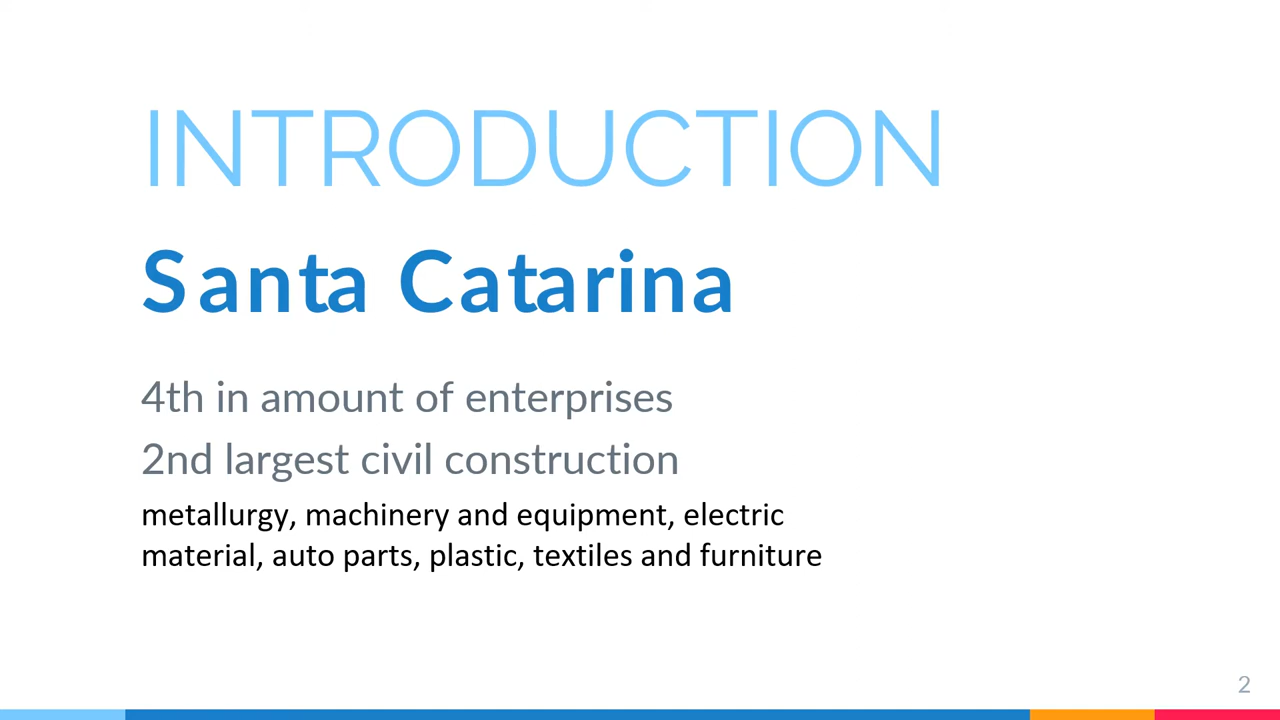 INTRODUCTION
Santa Catarina
4th in amount of enterprises
2nd largest civil construction
metallurgy, machinery and equipment, electric
material, auto parts, plastic, textiles and furniture
2